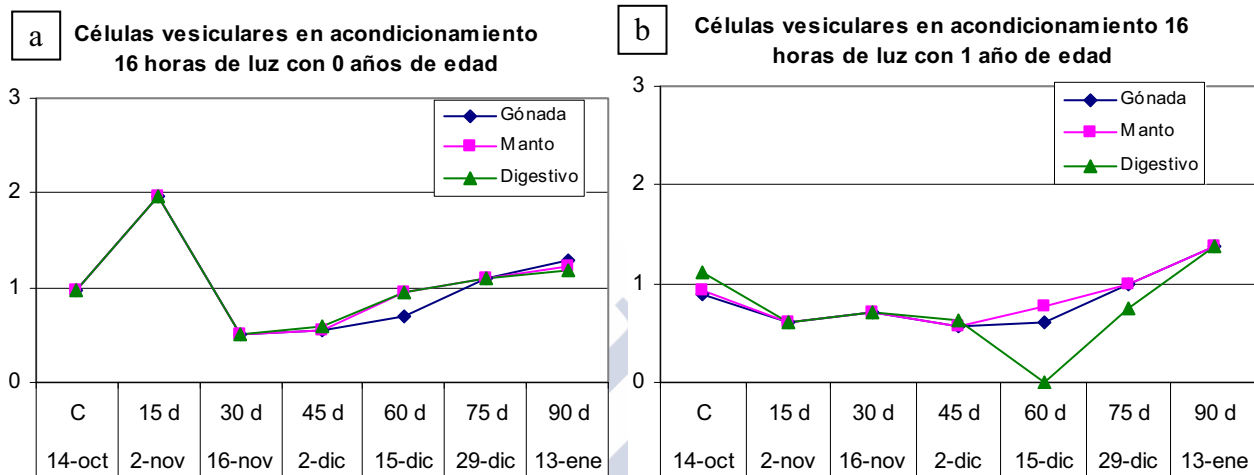 a
Células vesiculares en acondicionamiento
16 horas de luz con 0 años de edad
3
2
1
0
Gónada
Manto
Digestivo
C 15 d 30 d 45 d 60 d 75 d 90 d
14-oct 2-nov 16-nov 2-dic 15-dic 29-dic 13-ene
b
Células vesiculares en acondicionamiento 16
horas de luz con 1 año de edad
3
2
1
0
Gónada
Manto
Digestivo
C 15 d 30 d 45 d 60 d 75 d 90 d
14-oct 2-nov 16-nov 2-dic 15-dic 29-dic 13-ene